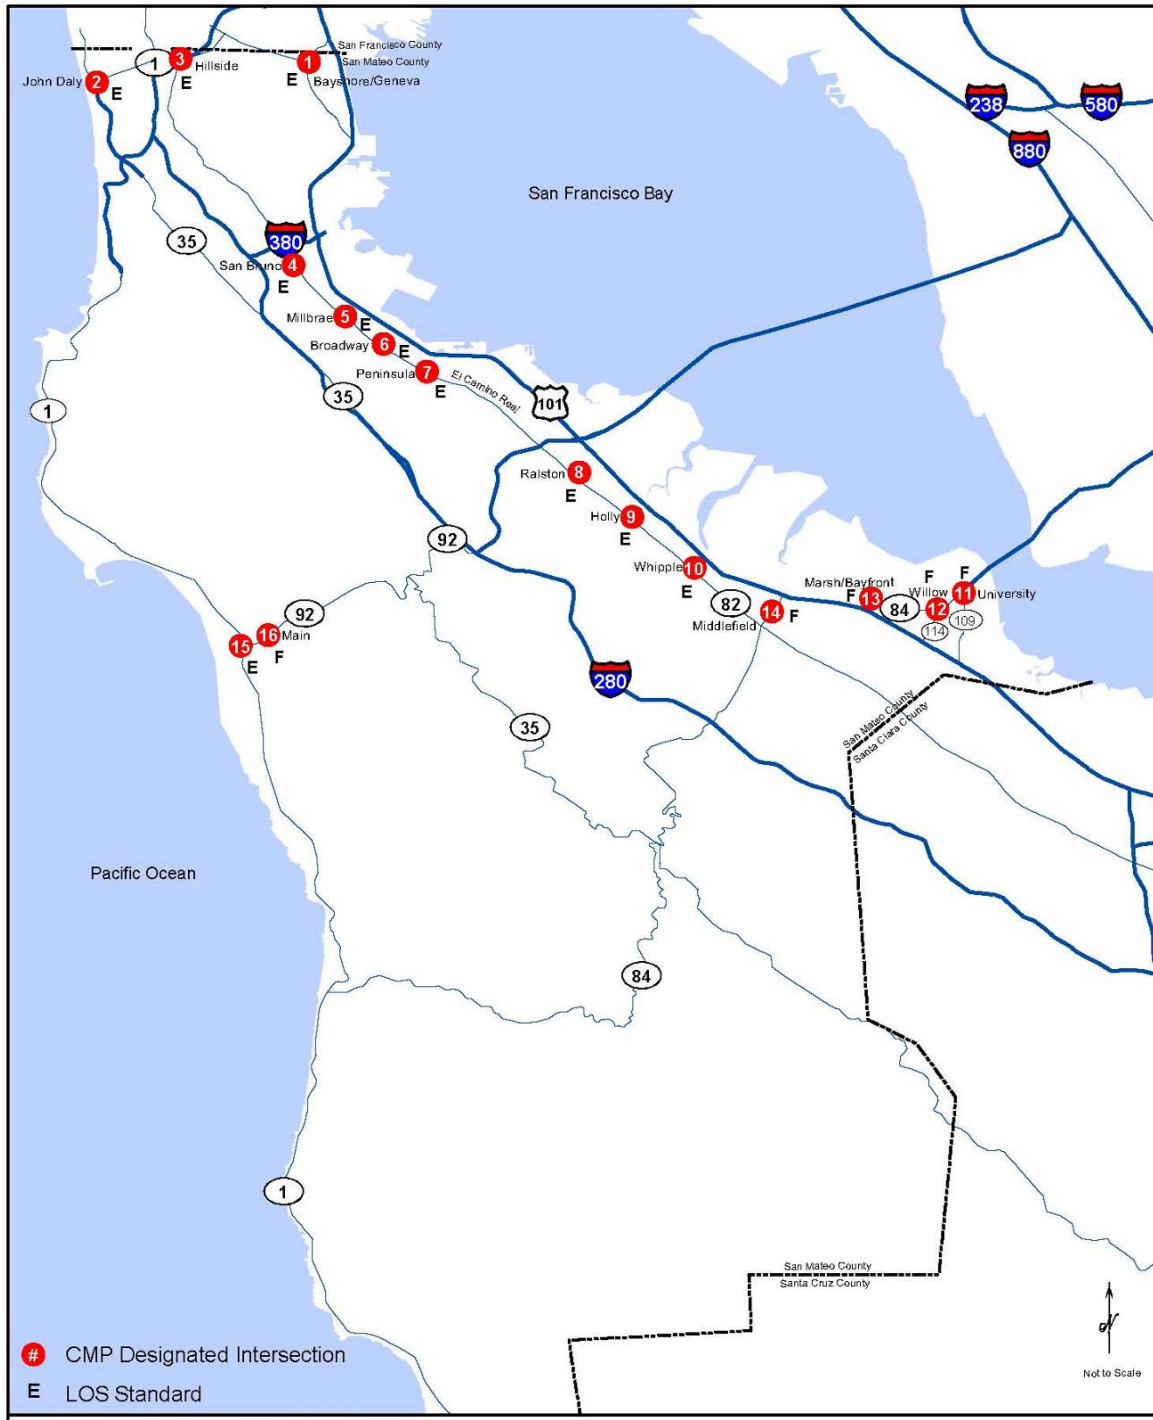 San Francisco County
San Mateo County
3
1
1
Hillside
John Daly
2
E
E
E
Bayshore/Geneva
238
580
880
San Francisco Bay
35
380
San Bruno
4
E
Millbrae
5
E
Broadway
6
E
Peninsula
7
E
El Camino Real
35
1
101
Ralston
8
E
Holly
9
E
92
Whipple
10
E
Marsh/Bayfront
F
13
84
F
Willow
12
F
11
University
114
109
82
Middlefield
14
F
92
15
E
16
Main
F
280
35
San Mateo County
Santa Clara County
Pacific Ocean
84
1
San Mateo County
Santa Cruz County
N
Not to Scale
# CMP Designated Intersection
E LOS Standard